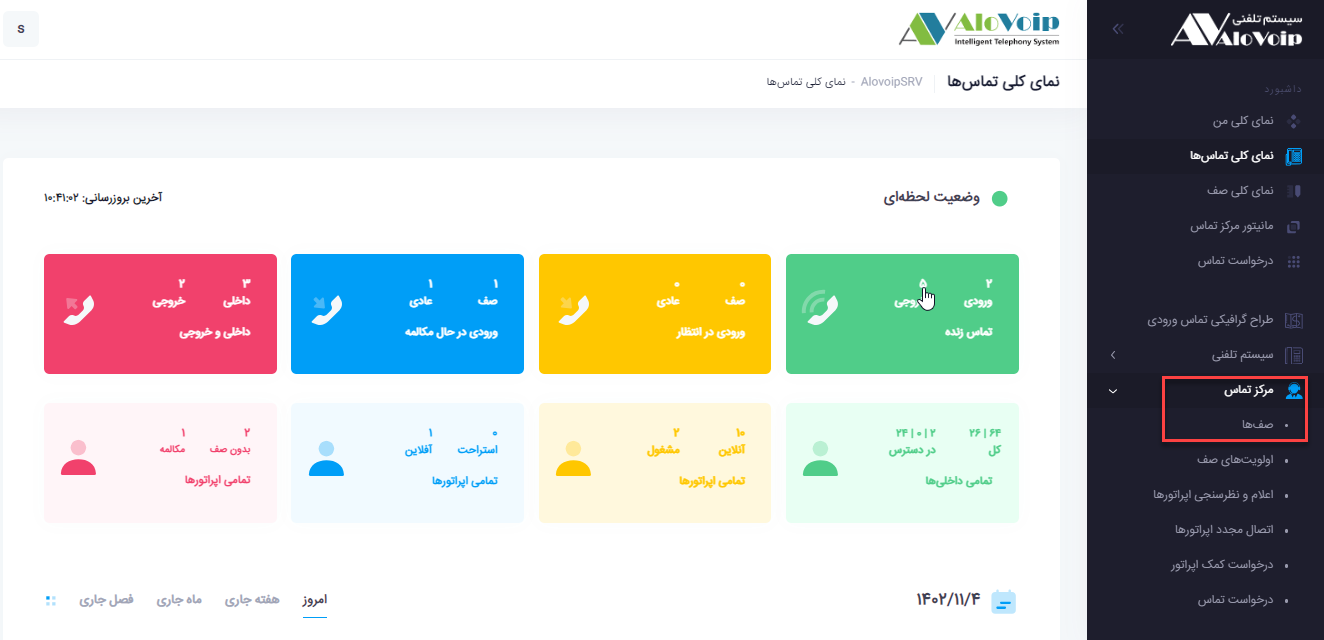 سیستم تلفنی
AloVoip
داشبورد
نمای کلی من
نمای کلی تماس‌ها
نمای کلی صف
مانیتور مرکز تماس
درخواست تماس
طراح گرافیکی تماس ورودی
سیستم تلفنی
مرکز تماس
صف‌ها
اولویت‌های صف
اعلام و نظرسنجی اپراتورها
اتصال مجدد اپراتورها
درخواست کمک اپراتور
درخواست تماس
AloVoip
Intelligent Telephony System
S
نمای کلی تماس‌ها
AlovoipSRV - نمای کلی تماس‌ها
وضعیت لحظه‌ای
آخرین بروزرسانی: ۱۰:۴۱:۰۲
۲ ۵
ورودی
تماس زنده
۰ ۰
صف عادی
ورودی در انتظار
۱ ۱
صف عادی
ورودی در حال مکالمه
۳ ۲
داخلی خروجی
داخلی و خروجی
۶۴ | ۲۶ ۲ | ۰ | ۲۴
کل در دسترس
تمامی داخلی‌ها
۱۰ ۲
آنلاین مشغول
تمامی اپراتورها
۰ ۱
استراحت آفلاین
تمامی اپراتورها
۲ ۱
بدون صف مکالمه
تمامی اپراتورها
۱۴۰۲/۱۱/۴
امروز هفته جاری ماه جاری فصل جاری